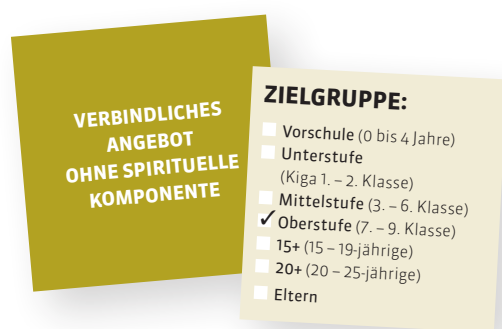 VERBINDLICHES
ANGEBOT
OHNE SPIRITUELLE
KOMPONENTE
ZIELGRUPPE:
Vorschule (0 bis 4 Jahre)
Unterstufe
(Kiga 1. – 2. Klasse)
Mittelstufe (3. – 6. Klasse)
✓ Oberstufe (7. – 9. Klasse)
15+ (15 – 19-jährige)
20+ (20 – 25-jährige)
Eltern